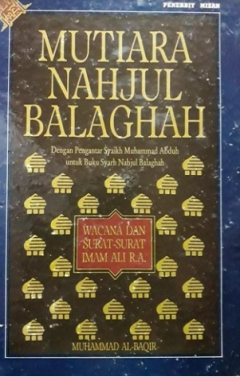 PENERBIT MIZAN
MUTIARA
NAHJUL
BALAGHAH
Dengan Pengantar Syaikh Muhammad Abduh
untuk Buku Syarh Nahjul Balaghah
WACANA DAN
SURAT-SURAT
IMAM ALI R.A.
MUHAMMAD AL-BAQIR